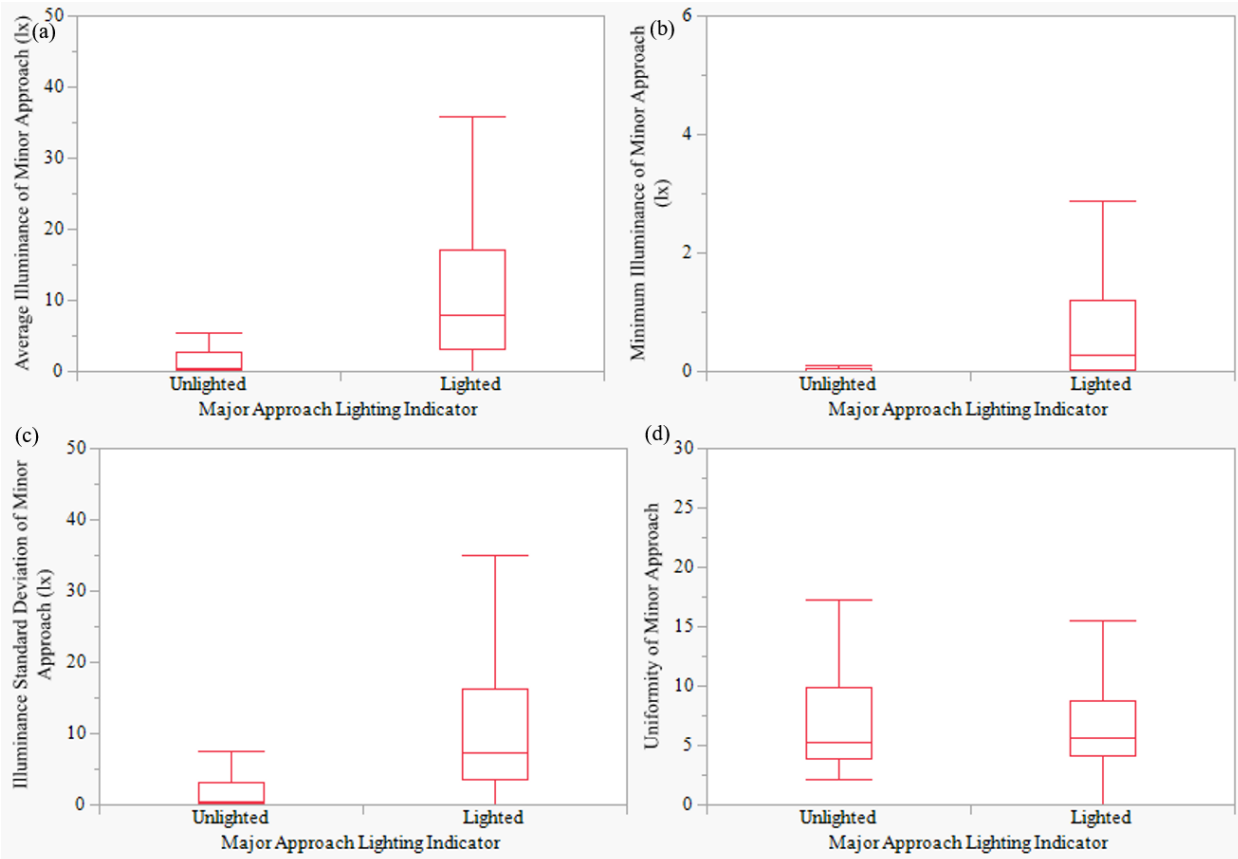 (a)
Average Illuminance of Minor Approach (lx)
50
40
30
20
10
0
Unlighted
Lighted
Major Approach Lighting Indicator
(b)
Minimum Illuminance of Minor Approach
(lx)
6
4
2
0
Unlighted
Lighted
Major Approach Lighting Indicator
(c)
Illuminance Standard Deviation of Minor
Approach (lx)
50
40
30
20
10
0
Unlighted
Lighted
Major Approach Lighting Indicator
(d)
Uniformity of Minor Approach
30
25
20
15
10
5
0
Unlighted
Lighted
Major Approach Lighting Indicator